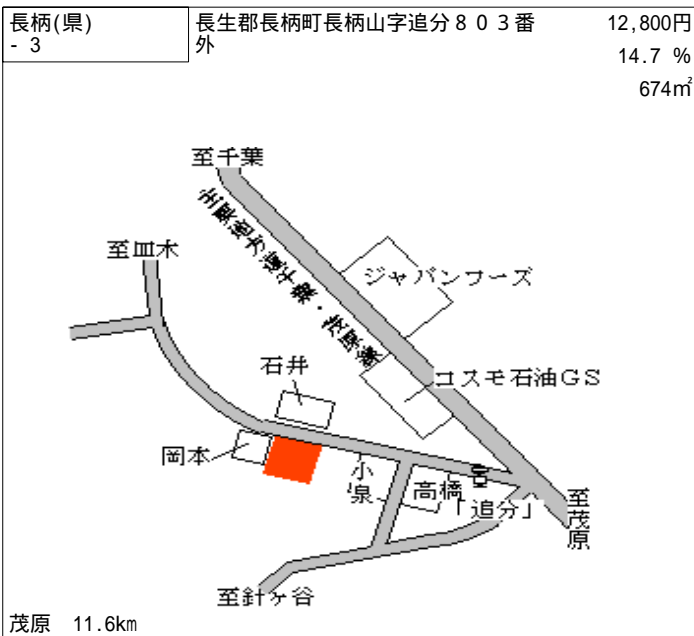 長柄(県)
- 3
長生郡長柄町長柄山字追分８０３番
外
12,800円
14.7 %
674㎡
至千葉
主要地方道千葉・茂原線
至皿木
ジャパンフーズ
石井
コスモ石油GS
岡本
小泉
高橋
「追分」
至茂原
至針ヶ谷
茂原 11.6km